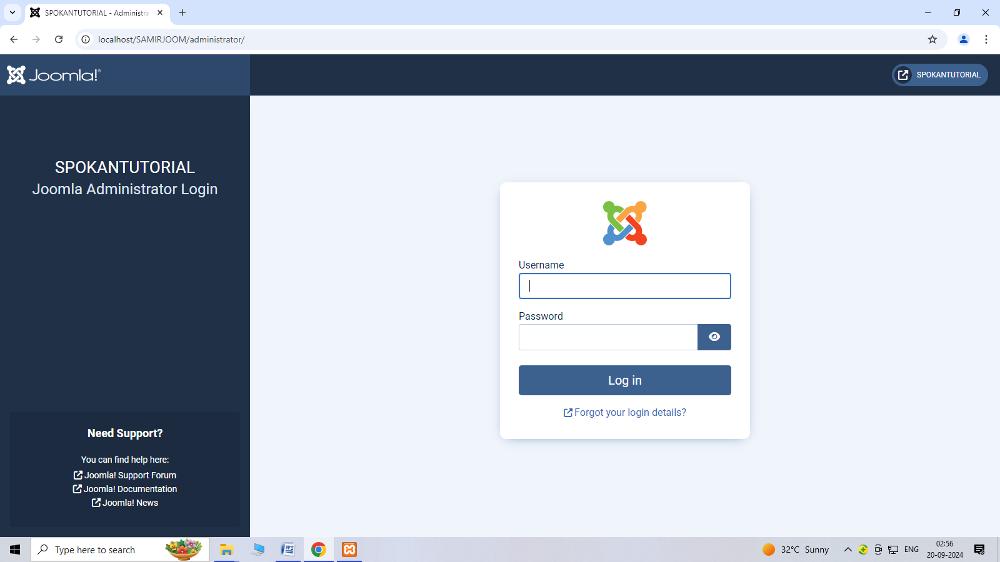 SPOKANTUTORIAL - Administra
localhost/SAMIRJOOM/administrator/
Joomla!®
SPOKANTUTORIAL
SPOKANTUTORIAL
Joomla Administrator Login
Username
Password
Log in
Forgot your login details?
Need Support?
You can find help here:
Joomla! Support Forum
Joomla! Documentation
Joomla! News
Type here to search
32°C Sunny
ENG
02:56
20-09-2024